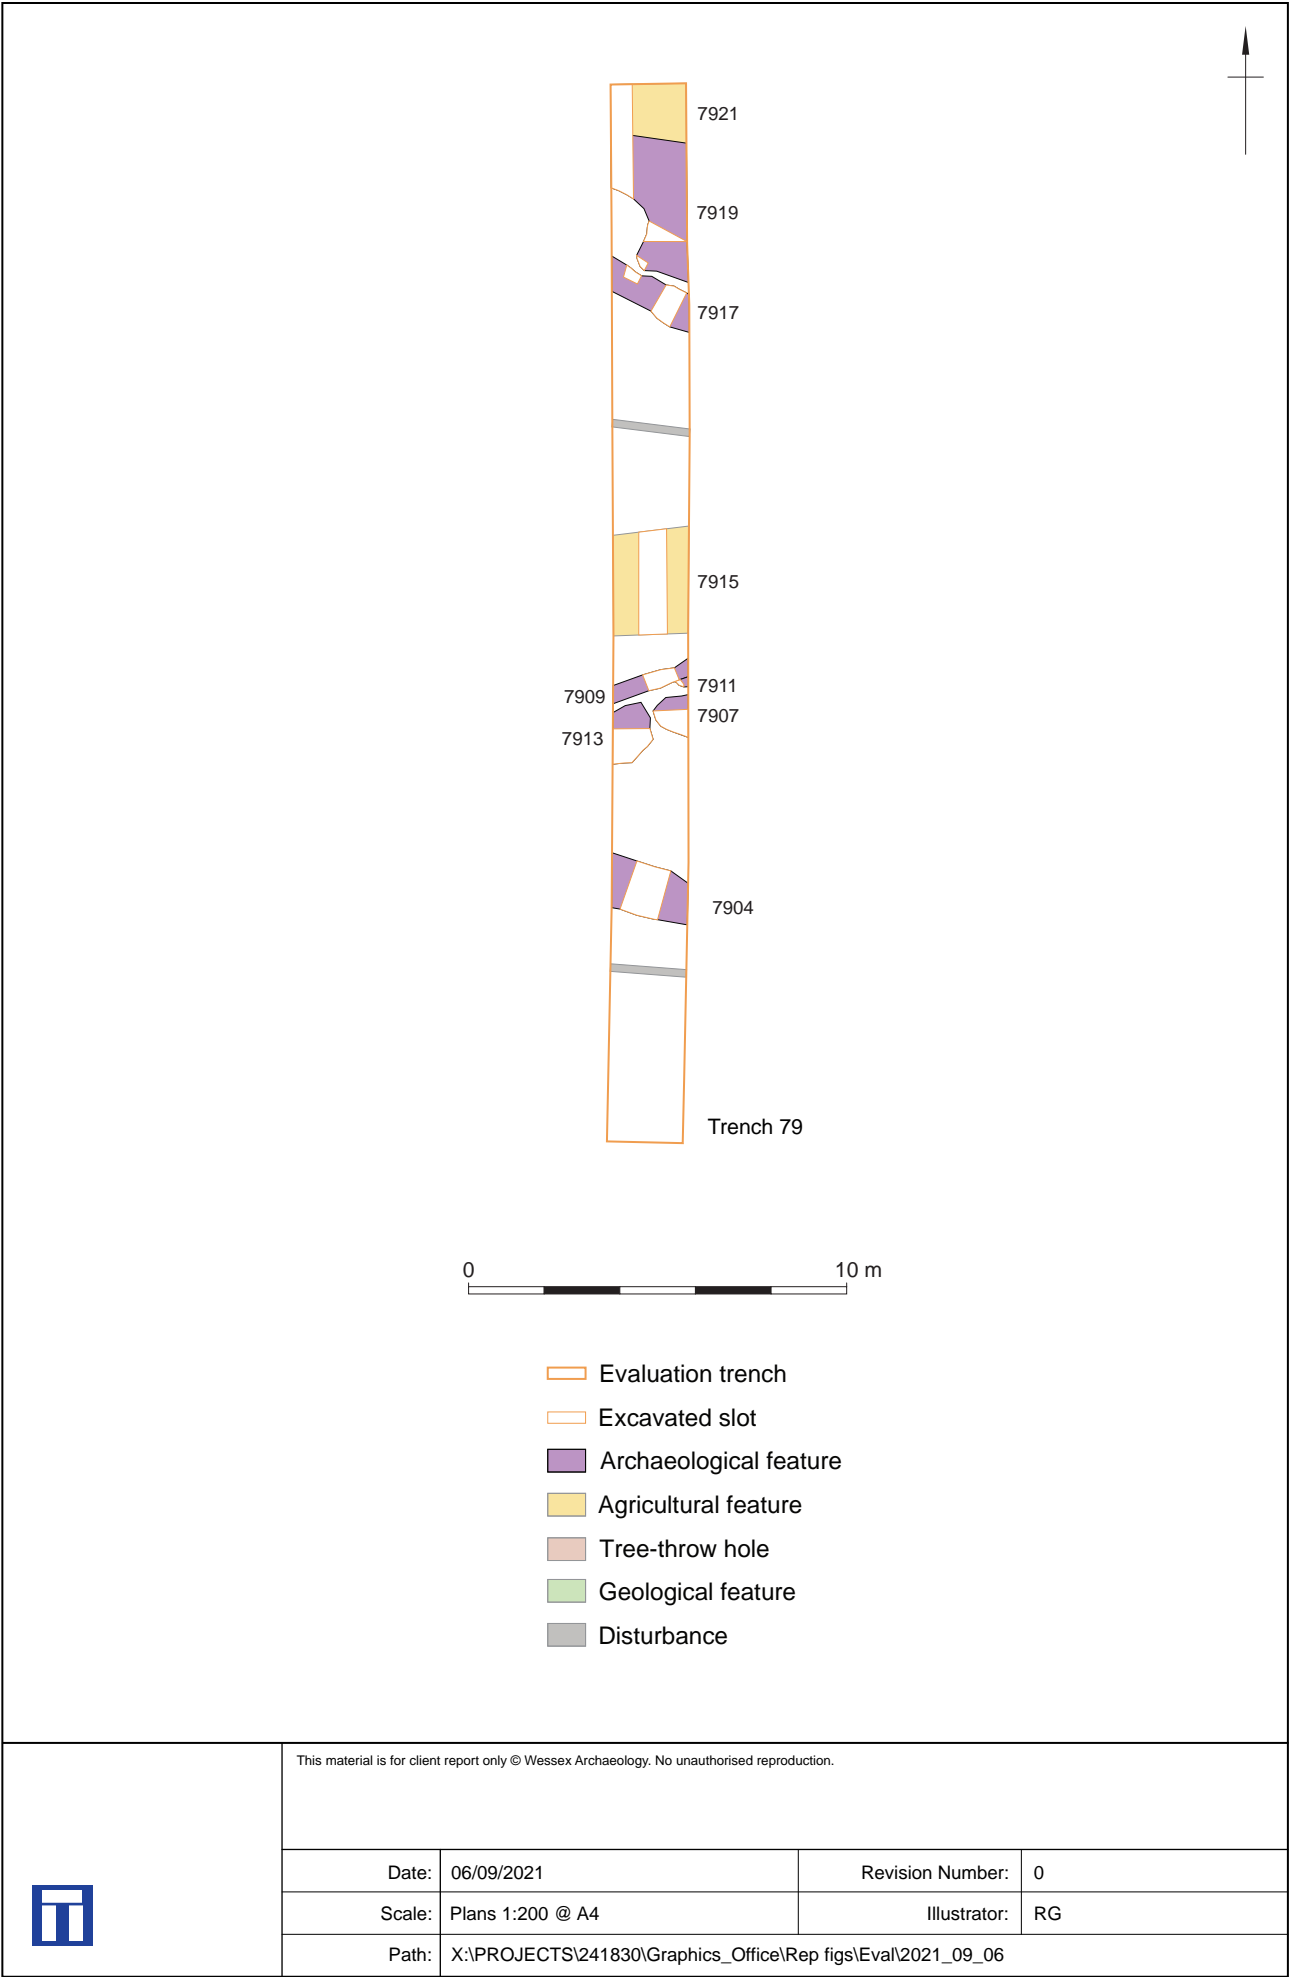 7921
7919
7917
7915
7911
7909
7907
7913
7904
Trench 79
0 10 m
Evaluation trench
Excavated slot
Archaeological feature
Agricultural feature
Tree-throw hole
Geological feature
Disturbance
This material is for client report only © Wessex Archaeology. No unauthorised reproduction.
Date: 06/09/2021 Revision Number: 0
Scale: Plans 1:200 @ A4 Illustrator: RG
Path: X:\PROJECTS\241830\Graphics_Office\Rep figs\Eval\2021_09_06